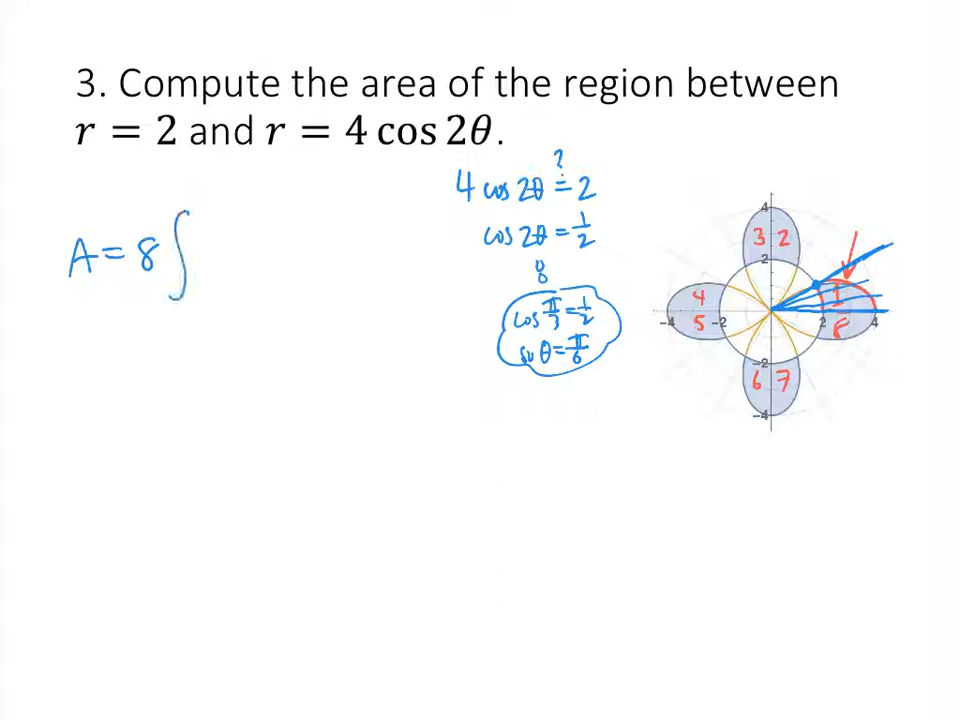 3. Compute the area of the region between
r = 2 and r = 4 cos 2θ.
?
4 cos 2θ = 2
cos 2θ = 1/2
A = 8 ∫
8
cos π/3 = 1/2
so θ = π/6
4
3 2
2
4 1
-4 5 -2 2 8 4
-2
6 7
-4